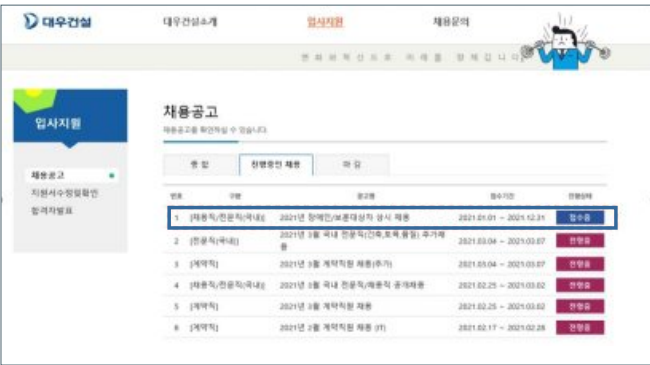 대우건설
대우건설소개 입사지원 채용문의
입사지원
채용공고
지원서수정및확인
합격자발표
채용공고
채용공고를 확인하실 수 있습니다.
종합 진행중인 채용 마감
번호 구분 공고명 접수기간 진행상태
1 [채용직/전문직(국내)] 2021년 장애인/보훈대상자 상시 채용 2021.01.01 ~ 2021.12.31 접수중
2 [전문직(국내)] 2021년 3월 국내 전문직(건축,토목,품질) 추가채용 2021.03.04 ~ 2021.03.07 전형중
3 [계약직] 2021년 3월 계약직원 채용(추가) 2021.03.04 ~ 2021.03.07 전형중
4 [채용직/전문직(국내)] 2021년 3월 국내 전문직/채용직 공개채용 2021.02.25 ~ 2021.03.02 전형중
5 [계약직] 2021년 3월 계약직원 채용 2021.02.25 ~ 2021.03.02 전형중
6 [계약직] 2021년 2월 계약직원 채용 (IT) 2021.02.17 ~ 2021.02.28 전형중